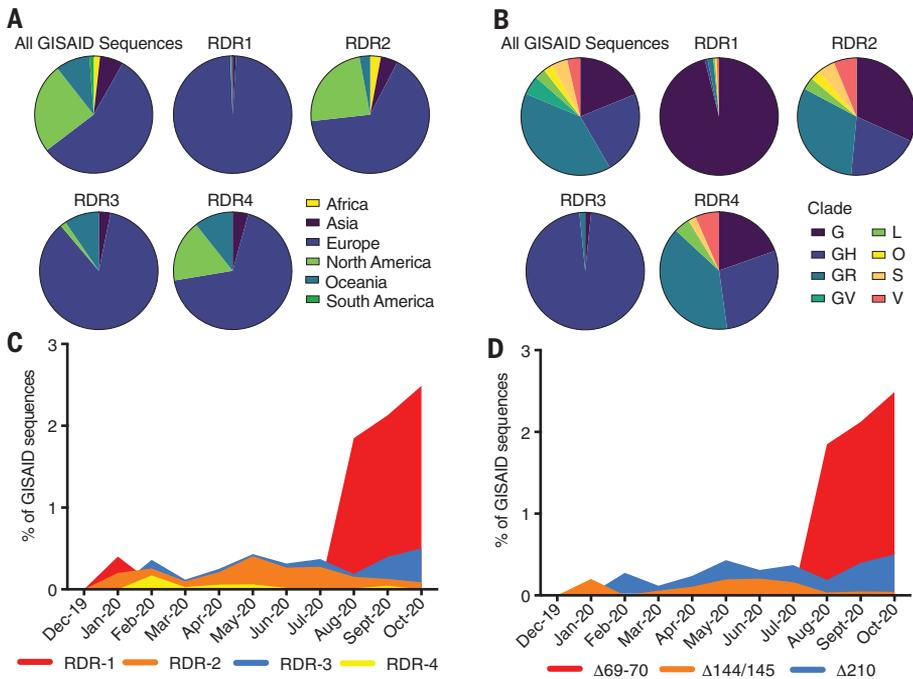 A
All GISAID Sequences
RDR1
RDR2
RDR3
RDR4
Africa
Asia
Europe
North America
Oceania
South America
B
All GISAID Sequences
RDR1
RDR2
RDR3
RDR4
Clade
G
L
GH
O
GR
S
GV
V
C
% of GISAID sequences
3
2
1
0
Dec-19
Jan-20
Feb-20
Mar-20
Apr-20
May-20
Jun-20
Jul-20
Aug-20
Sept-20
Oct-20
RDR-1
RDR-2
RDR-3
RDR-4
D
% of GISAID sequences
3
2
1
0
Dec-19
Jan-20
Feb-20
Mar-20
Apr-20
May-20
Jun-20
Jul-20
Aug-20
Sept-20
Oct-20
Δ69-70
Δ144/145
Δ210